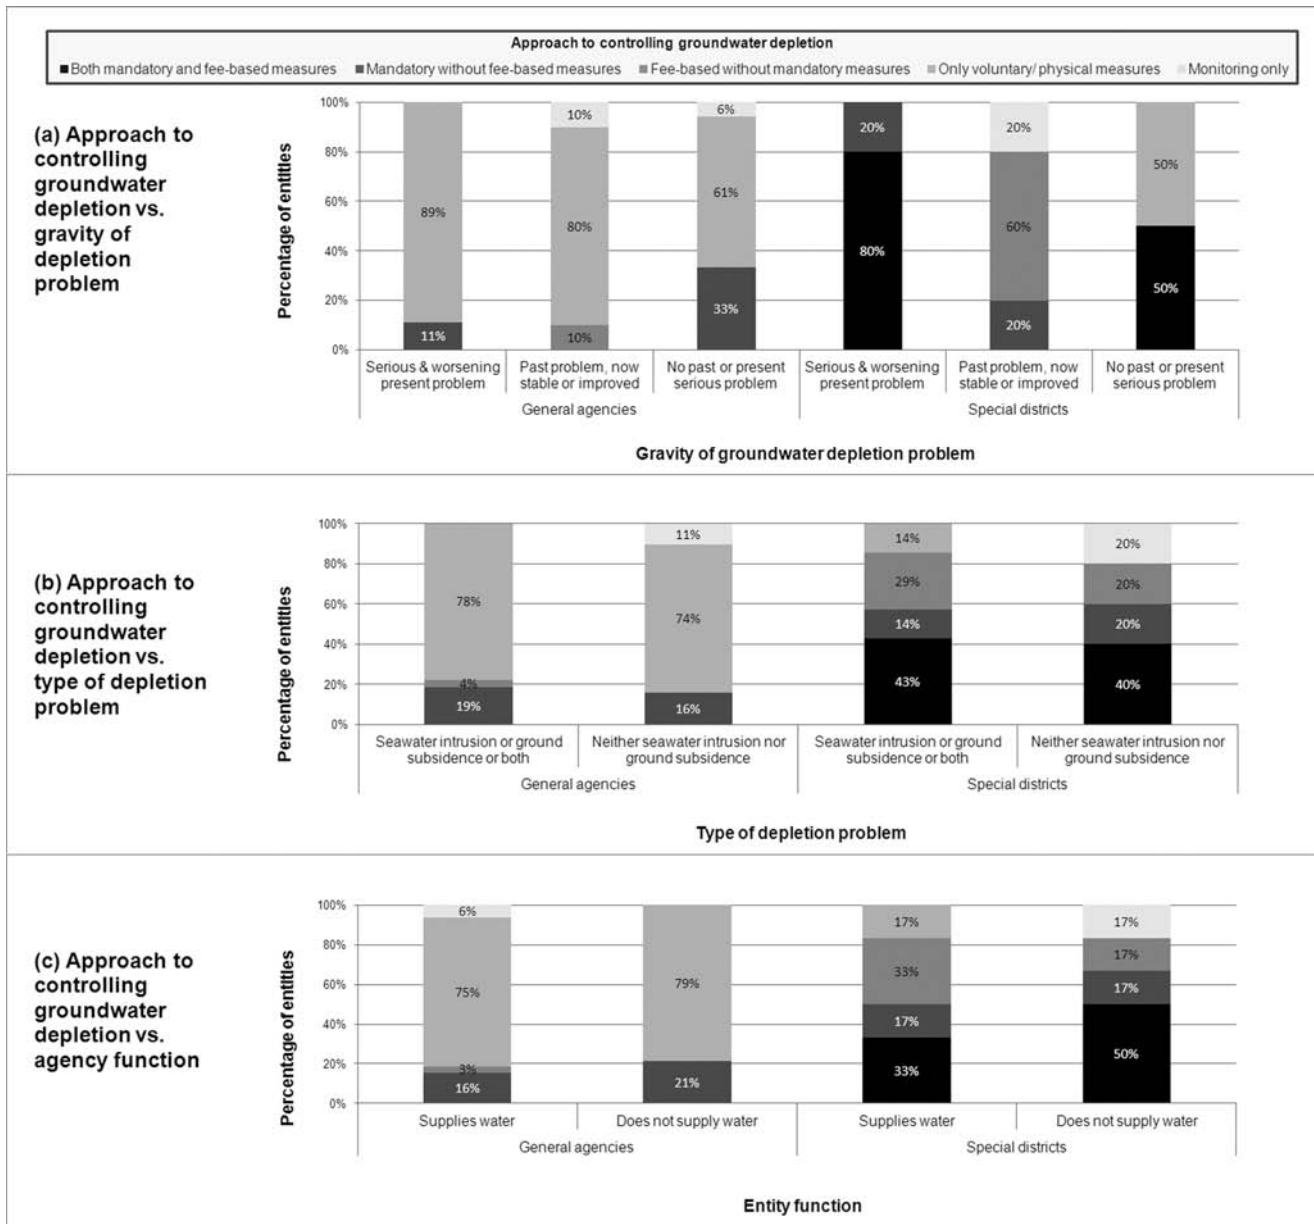 Approach to controlling groundwater depletion
Both mandatory and fee-based measures Mandatory without fee-based measures Fee-based without mandatory measures Only voluntary/ physical measures Monitoring only
(a) Approach to
controlling
groundwater
depletion vs.
gravity of
depletion
problem
Percentage of entities
100%
80%
60%
40%
20%
0%
89%
11%
10%
80%
10%
6%
61%
33%
20%
80%
20%
60%
20%
50%
50%
Serious & worsening
present problem
Past problem, now
stable or improved
No past or present
serious problem
Serious & worsening
present problem
Past problem, now
stable or improved
No past or present
serious problem
General agencies
Special districts
Gravity of groundwater depletion problem
(b) Approach to
controlling
groundwater
depletion vs.
type of depletion
problem
Percentage of entities
100%
80%
60%
40%
20%
0%
78%
4%
19%
11%
74%
16%
14%
29%
14%
43%
20%
20%
20%
40%
Seawater intrusion or ground
subsidence or both
Neither seawater intrusion nor
ground subsidence
Seawater intrusion or ground
subsidence or both
Neither seawater intrusion nor
ground subsidence
General agencies
Special districts
Type of depletion problem
(c) Approach to
controlling
groundwater
depletion vs.
agency function
Percentage of entities
100%
80%
60%
40%
20%
0%
6%
75%
3%
16%
79%
21%
17%
33%
17%
33%
17%
17%
17%
50%
Supplies water
Does not supply water
Supplies water
Does not supply water
General agencies
Special districts
Entity function